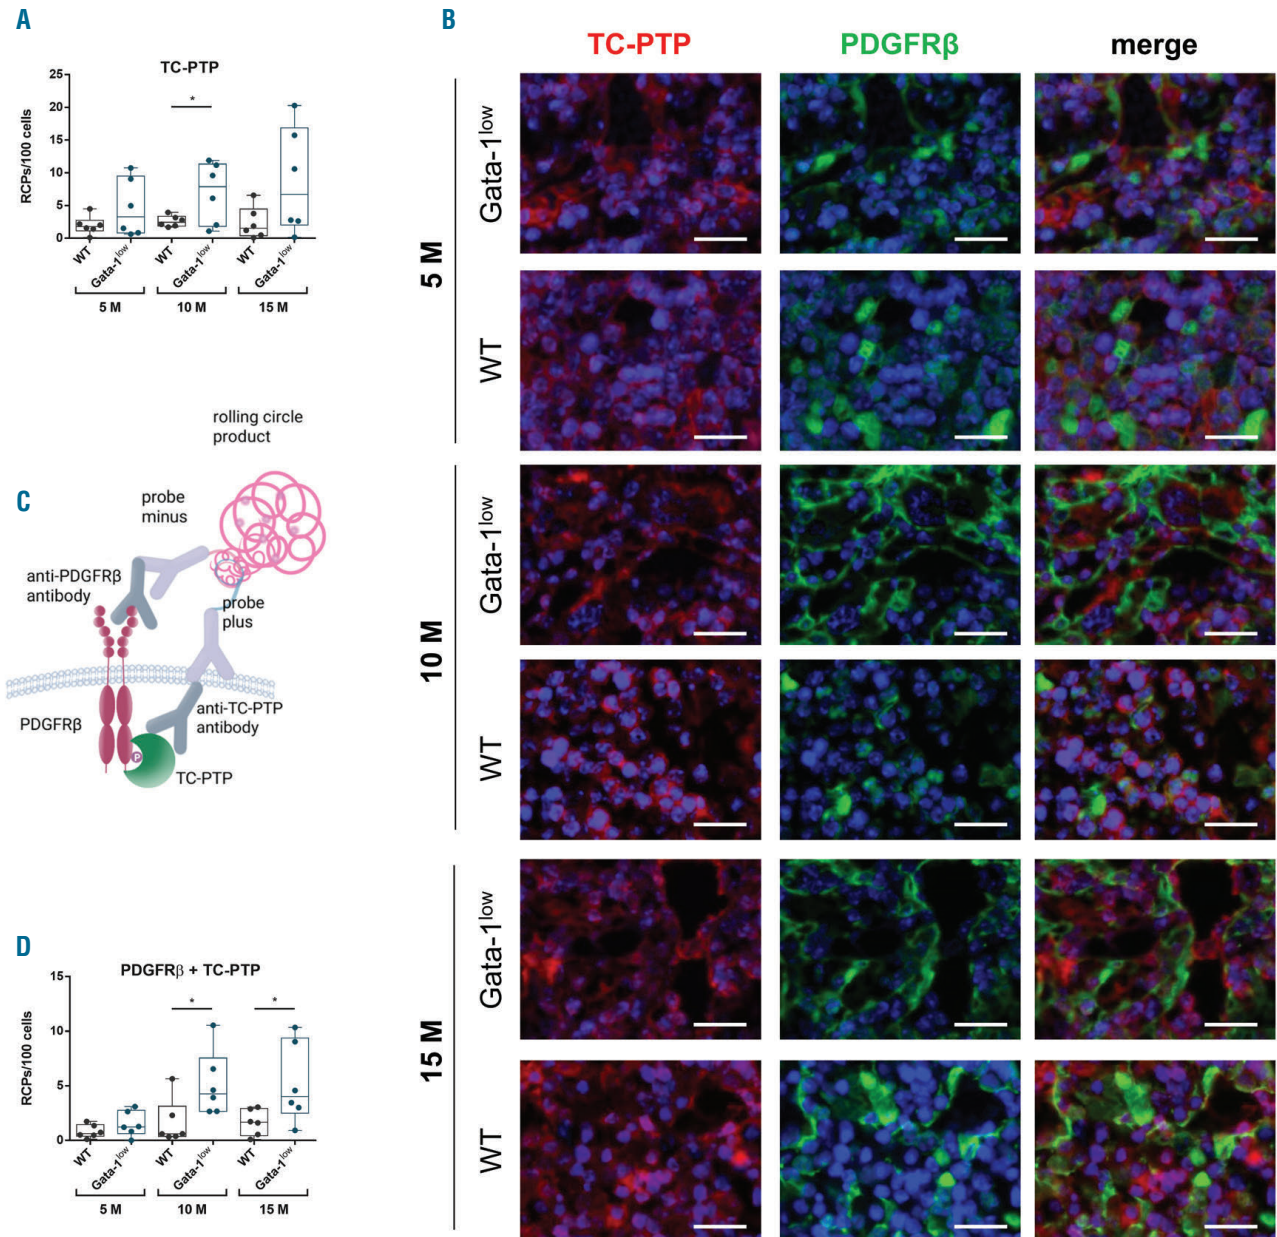 A
TC-PTP
RCPs/100 cells
25
20
15
10
5
0
*
WT
Gata-1low
WT
Gata-1low
WT
Gata-1low
5 M
10 M
15 M
B
TC-PTP
PDGFRβ
merge
5 M
Gata-1low
WT
10 M
Gata-1low
WT
15 M
Gata-1low
WT
C
rolling circle
product
probe
minus
anti-PDGFRβ
antibody
probe
plus
anti-TC-PTP
antibody
PDGFRβ
P
TC-PTP
D
PDGFRβ + TC-PTP
RCPs/100 cells
15
10
5
0
*
*
WT
Gata-1low
WT
Gata-1low
WT
Gata-1low
5 M
10 M
15 M